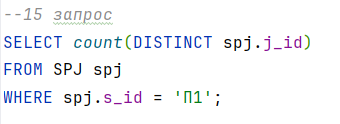 --15 запрос
SELECT count(DISTINCT spj.j_id)
FROM SPJ spj
WHERE spj.s_id = 'П1';